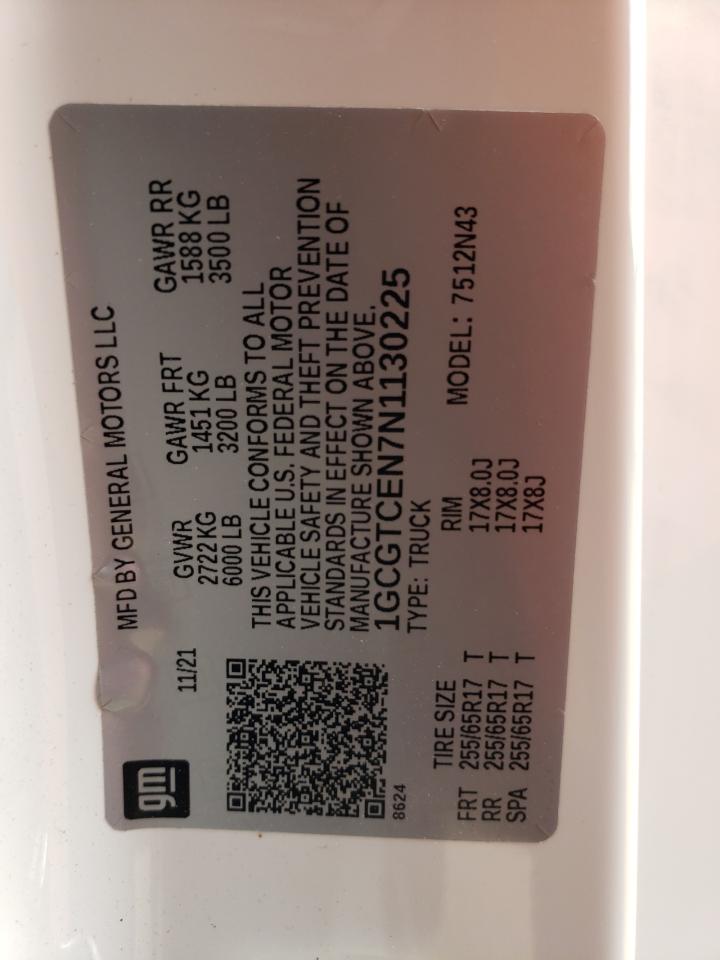 gm
MFD BY GENERAL MOTORS LLC
11/21
GVWR GAWR FRT GAWR RR
2722 KG 1451 KG 1588 KG
6000 LB 3200 LB 3500 LB
THIS VEHICLE CONFORMS TO ALL
APPLICABLE U.S. FEDERAL MOTOR
VEHICLE SAFETY AND THEFT PREVENTION
STANDARDS IN EFFECT ON THE DATE OF
MANUFACTURE SHOWN ABOVE.
1GCGTCEN7N1130225
8624
TYPE: TRUCK MODEL: 7512N43
TIRE SIZE RIM
FRT 255/65R17 T 17X8.0J
RR 255/65R17 T 17X8.0J
SPA 255/65R17 T 17X8J